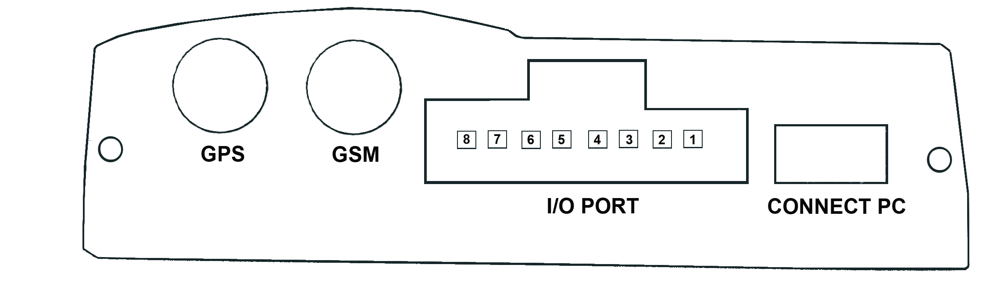 GPS
GSM
8 7 6 5 4 3 2 1
I/O PORT
CONNECT PC